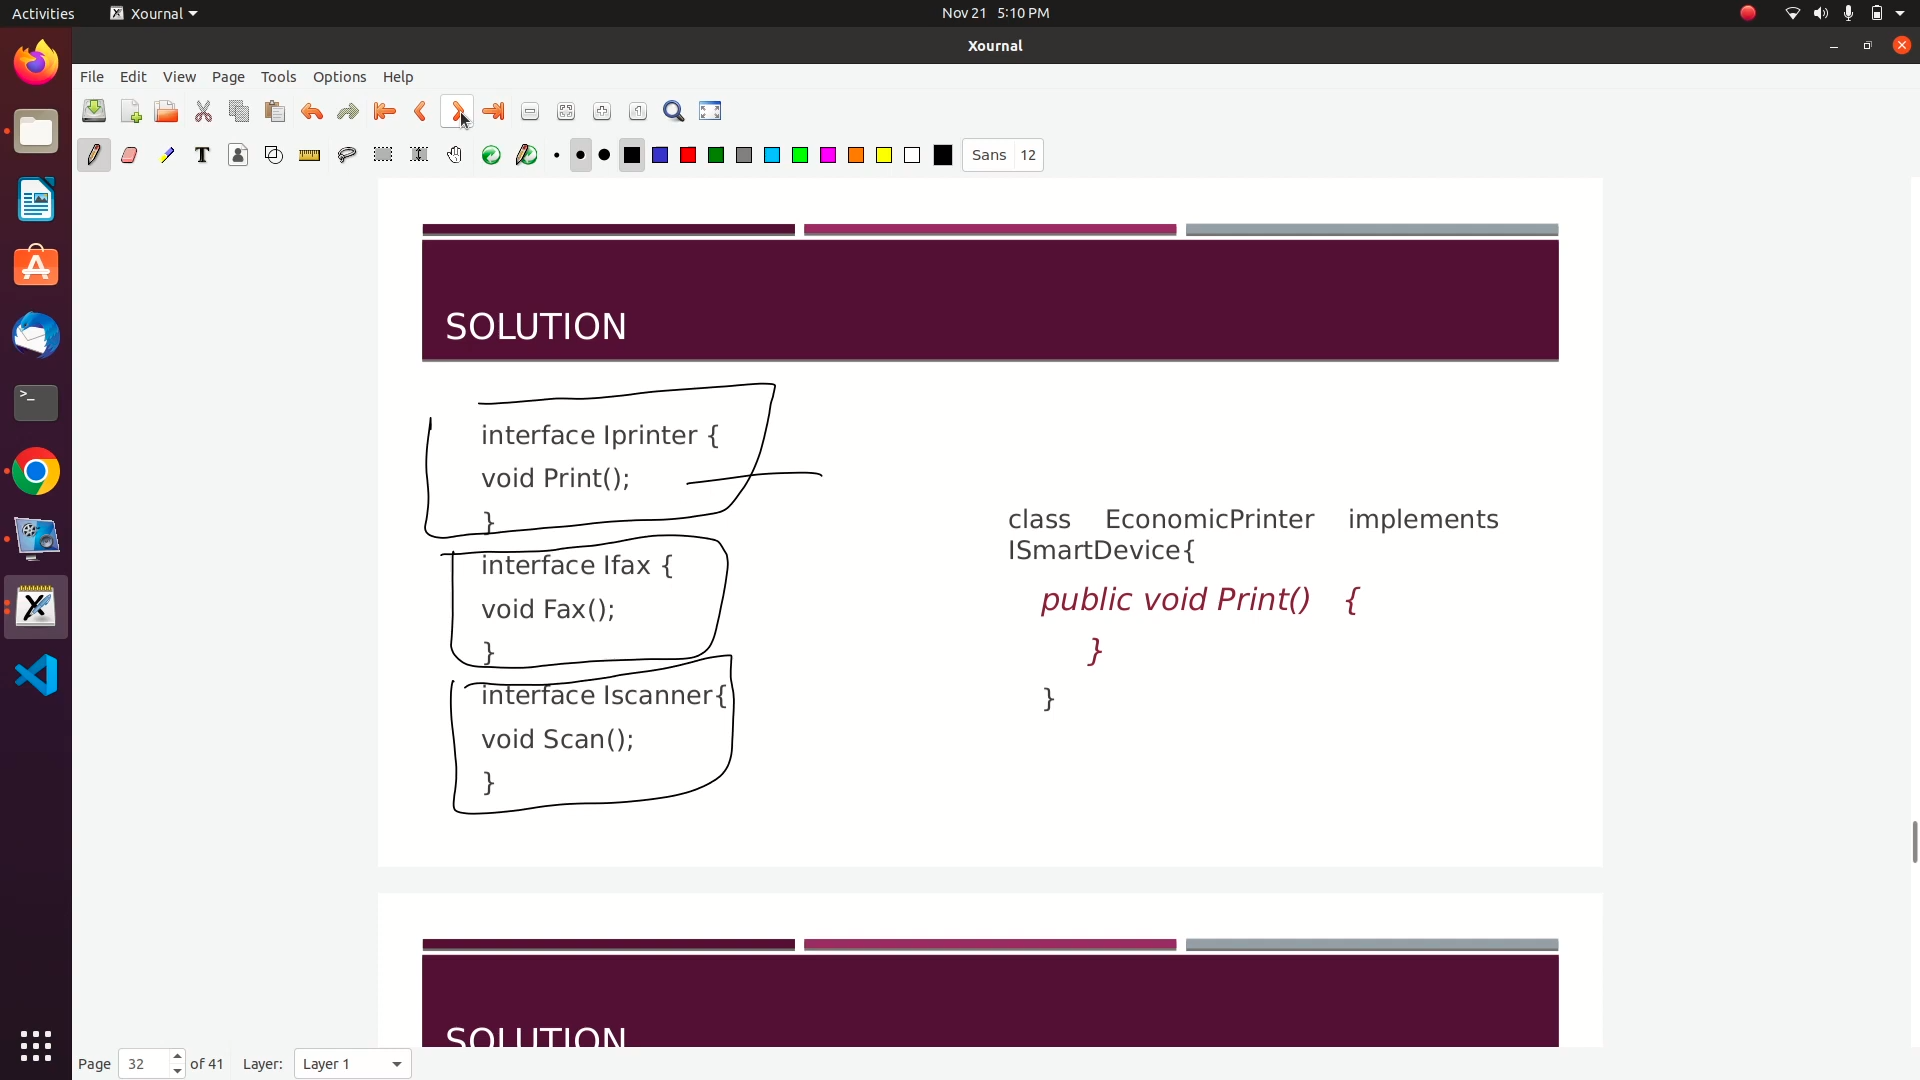 Activities
Xournal
Nov 21 5:10 PM
Xournal
File Edit View Page Tools Options Help
Sans 12
SOLUTION
interface Iprinter {
void Print();
}
interface Ifax {
void Fax();
}
interface Iscanner{
void Scan();
}
class EconomicPrinter implements
ISmartDevice{
public void Print() {
}
}
SOLUTION
Page 32 of 41 Layer: Layer 1